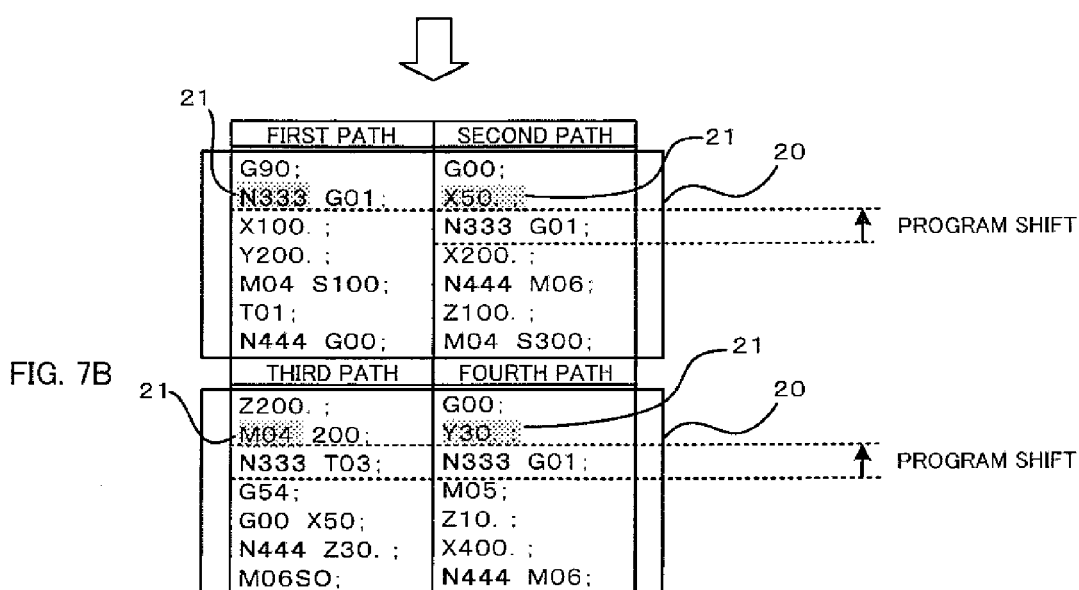 21
FIRST PATH SECOND PATH
21
20
G90; G00;
21
N333 G01; X50. ;
X100. ; N333 G01;
PROGRAM SHIFT
Y200. ; X200. ;
M04 S100; N444 M06;
T01; Z100. ;
N444 G00; M04 S300;
FIG. 7B
21
THIRD PATH FOURTH PATH
21
20
Z200. ; G00;
M04 200; Y30. ;
N333 T03; N333 G01;
PROGRAM SHIFT
G54; M05;
G00 X50; Z10. ;
N444 Z30. ; X400. ;
M06SO; N444 M06;